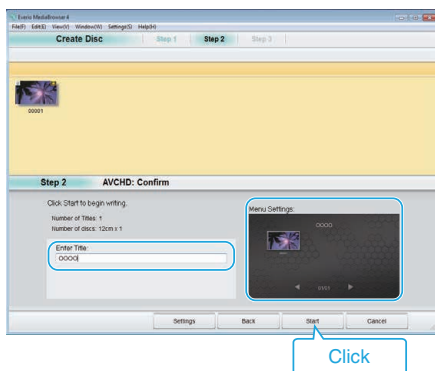 Everio MediaBrowser 4
File(F) Edit(E) View(V) Window(W) Settings(S) Help(H)
Create Disc Step 1 Step 2 Step 3
00001
Step 2 AVCHD: Confirm
Click Start to begin writing.
Number of Titles: 1
Number of discs: 12cm x 1
Enter Title:
0000
Menu Settings:
0000
Settings Back Start Cancel
Click